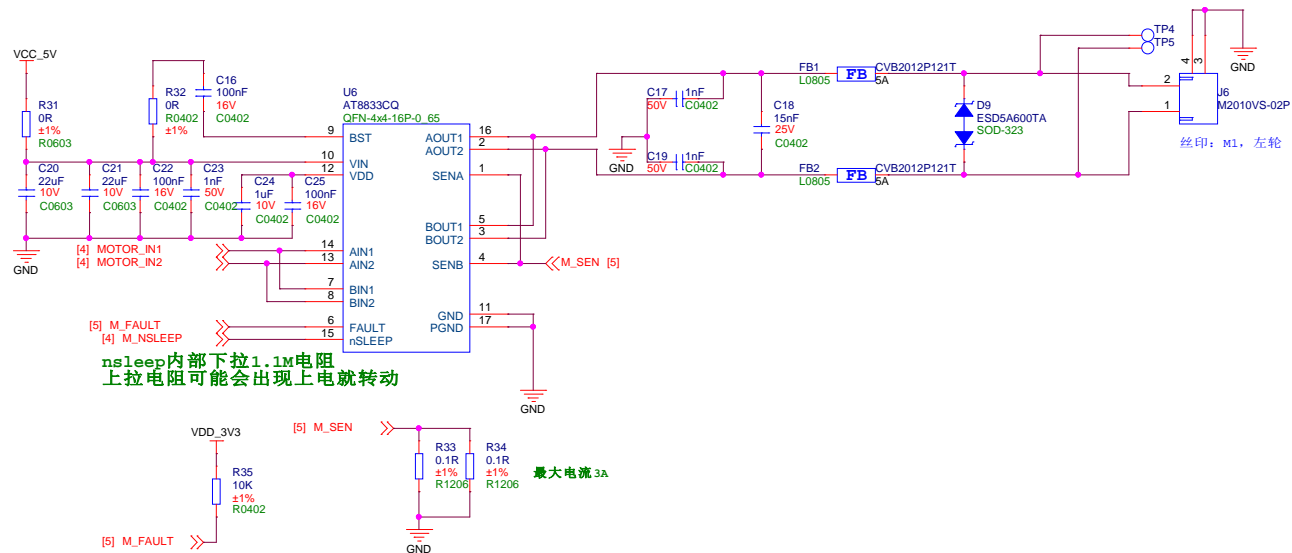 VCC_5V
R31
0R
±1%
R0603
R32
0R
R0402
±1%
C16
100nF
16V
C0402
C20
22uF
10V
C0603
C21
22uF
10V
C0603
C22
100nF
16V
C0402
C23
1nF
50V
C0402
C24
1uF
10V
C0402
C25
100nF
16V
C0402
GND
[4] MOTOR_IN1
[4] MOTOR_IN2
[5] M_FAULT
[4] M_NSLEEP
U6
AT8833CQ
QFN-4x4-16P-0_65
9 BST
10 VIN
12 VDD
14 AIN1
13 AIN2
7 BIN1
8 BIN2
6 FAULT
15 nSLEEP
AOUT1 16
AOUT2 2
SENA 1
BOUT1 5
BOUT2 3
SENB 4
GND 11
PGND 17
M_SEN [5]
GND
C17 1nF
50V C0402
GND
C19 1nF
50V C0402
C18
15nF
25V
C0402
FB1 FB CVB2012P121T
L0805 5A
FB2 FB CVB2012P121T
L0805 5A
D9
ESD5A600TA
SOD-323
TP4
TP5
4 3
GND
2
1
J6
M2010VS-02P
丝印: M1, 左轮
nsleep内部下拉1.1M电阻
上拉电阻可能会出现上电就转动
VDD_3V3
R35
10K
±1%
R0402
[5] M_FAULT
[5] M_SEN
R33
0.1R
±1%
R1206
R34
0.1R
±1%
R1206
最大电流3A
GND